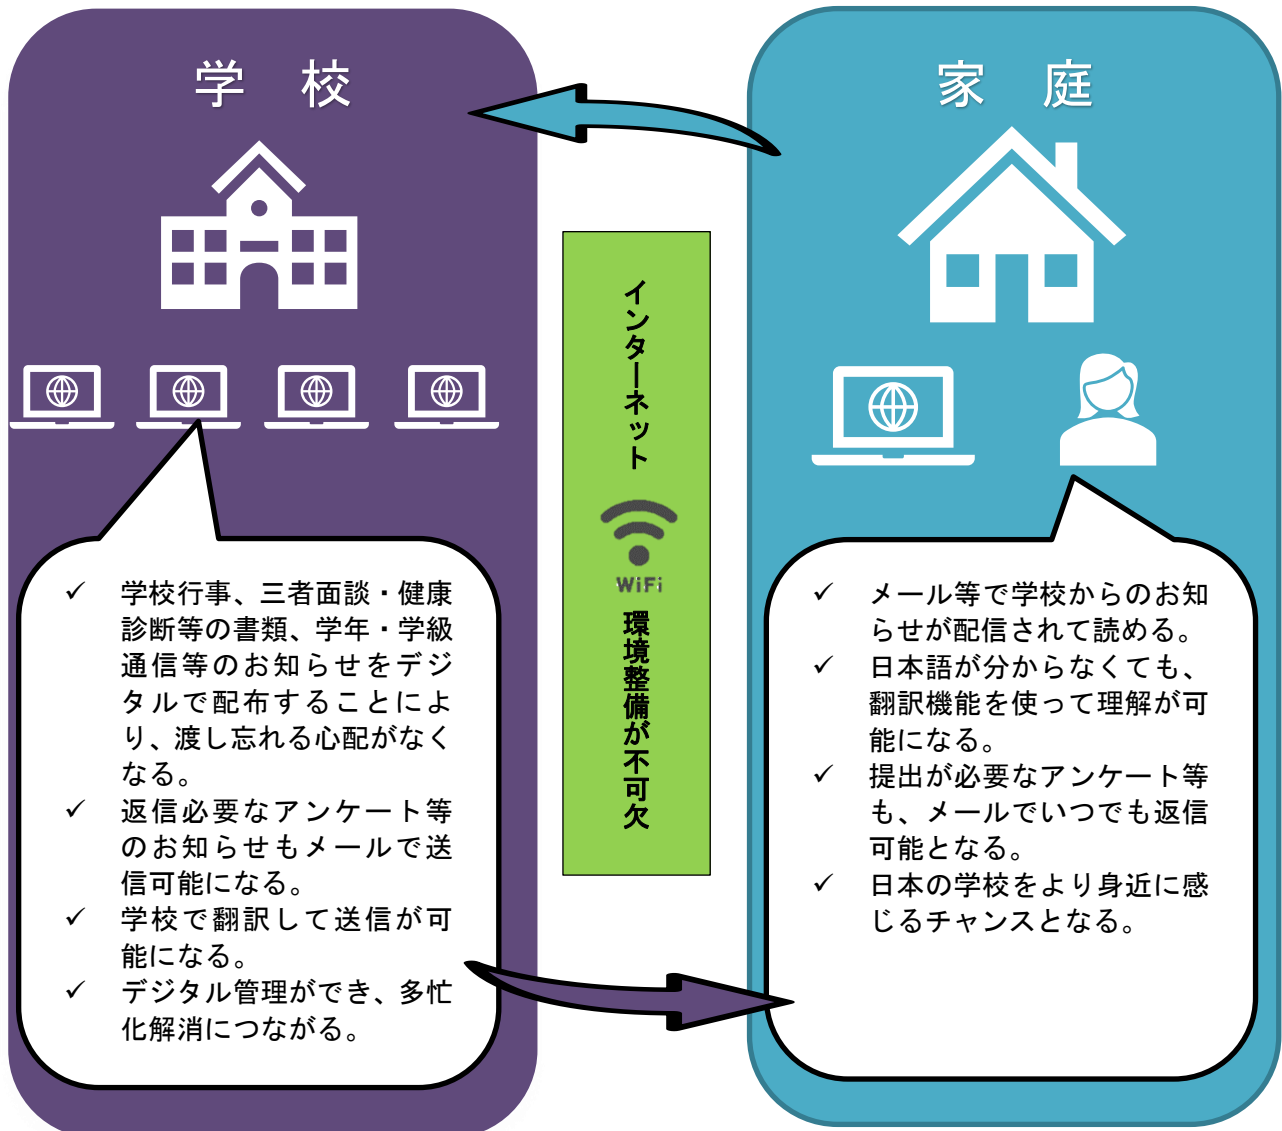 学　校
学校行事、三者面談・健康
診断等の書類、学年・学級
通信等のお知らせをデジ
タルで配布することによ
り、渡し忘れる心配がなく
なる。
返信必要なアンケート等
のお知らせもメールで送
信可能になる。
学校で翻訳して送信が可
能になる。
デジタル管理ができ、多忙
化解消につながる。
インターネット
WiFi
環境整備が不可欠
家　庭
メール等で学校からのお知
らせが配信されて読める。
日本語が分からなくても、
翻訳機能を使って理解が可
能になる。
提出が必要なアンケート等
も、メールでいつでも返信
可能となる。
日本の学校をより身近に感
じるチャンスとなる。